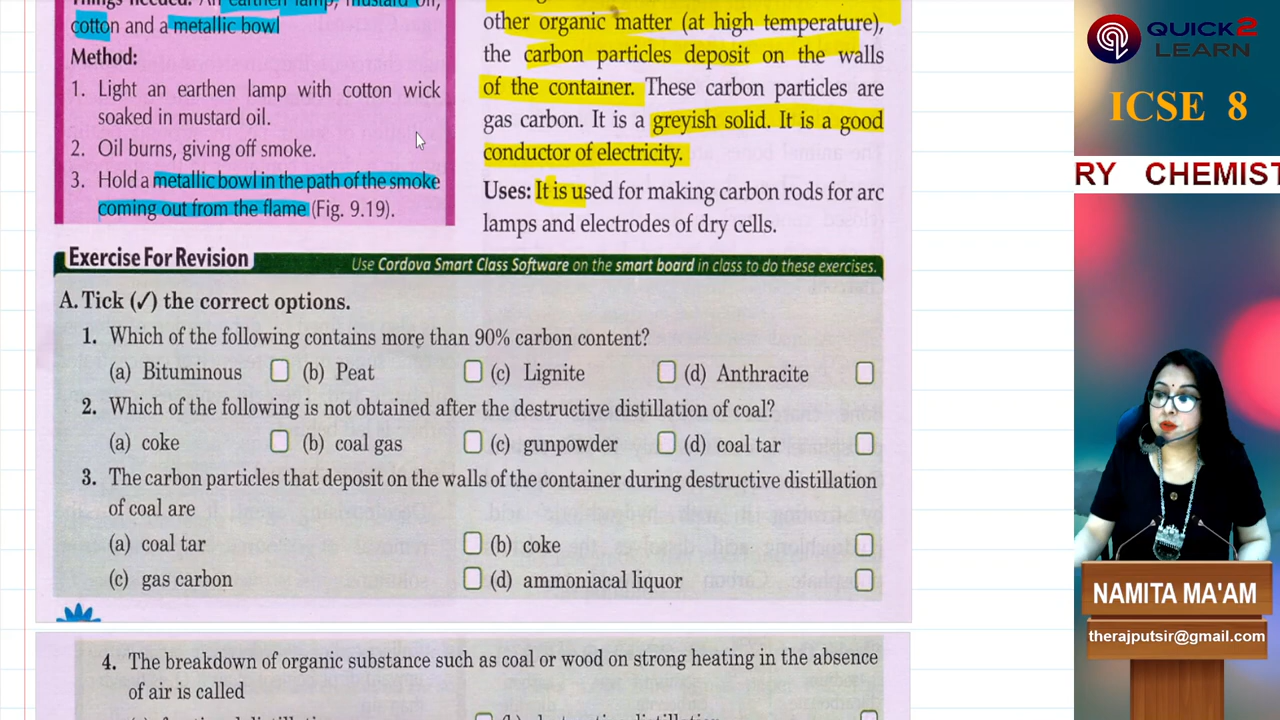 Things needed: An earthen lamp, mustard oil,
cotton and a metallic bowl
Method:
1. Light an earthen lamp with cotton wick
soaked in mustard oil.
2. Oil burns, giving off smoke.
3. Hold a metallic bowl in the path of the smoke
coming out from the flame (Fig. 9.19).
other organic matter (at high temperature),
the carbon particles deposit on the walls
of the container. These carbon particles are
gas carbon. It is a greyish solid. It is a good
conductor of electricity.
Uses: It is used for making carbon rods for arc
lamps and electrodes of dry cells.
Exercise For Revision
Use Cordova Smart Class Software on the smart board in class to do these exercises.
A. Tick (✓) the correct options.
1. Which of the following contains more than 90% carbon content?
(a) Bituminous (b) Peat (c) Lignite (d) Anthracite
2. Which of the following is not obtained after the destructive distillation of coal?
(a) coke (b) coal gas (c) gunpowder (d) coal tar
3. The carbon particles that deposit on the walls of the container during destructive distillation
of coal are
(a) coal tar (b) coke
(c) gas carbon (d) ammoniacal liquor
4. The breakdown of organic substance such as coal or wood on strong heating in the absence
of air is called
QUICK2
LEARN
ICSE 8
RY CHEMIST
NAMITA MA'AM
therajputsir@gmail.com